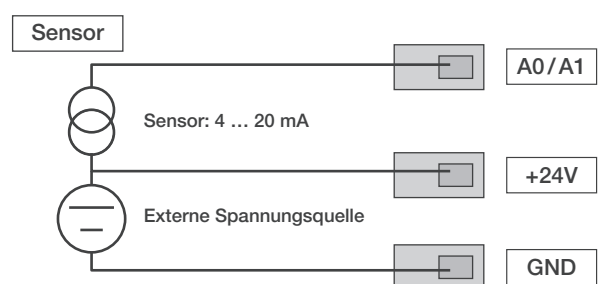 Sensor
A0/A1
Sensor: 4 … 20 mA
+24V
Externe Spannungsquelle
GND